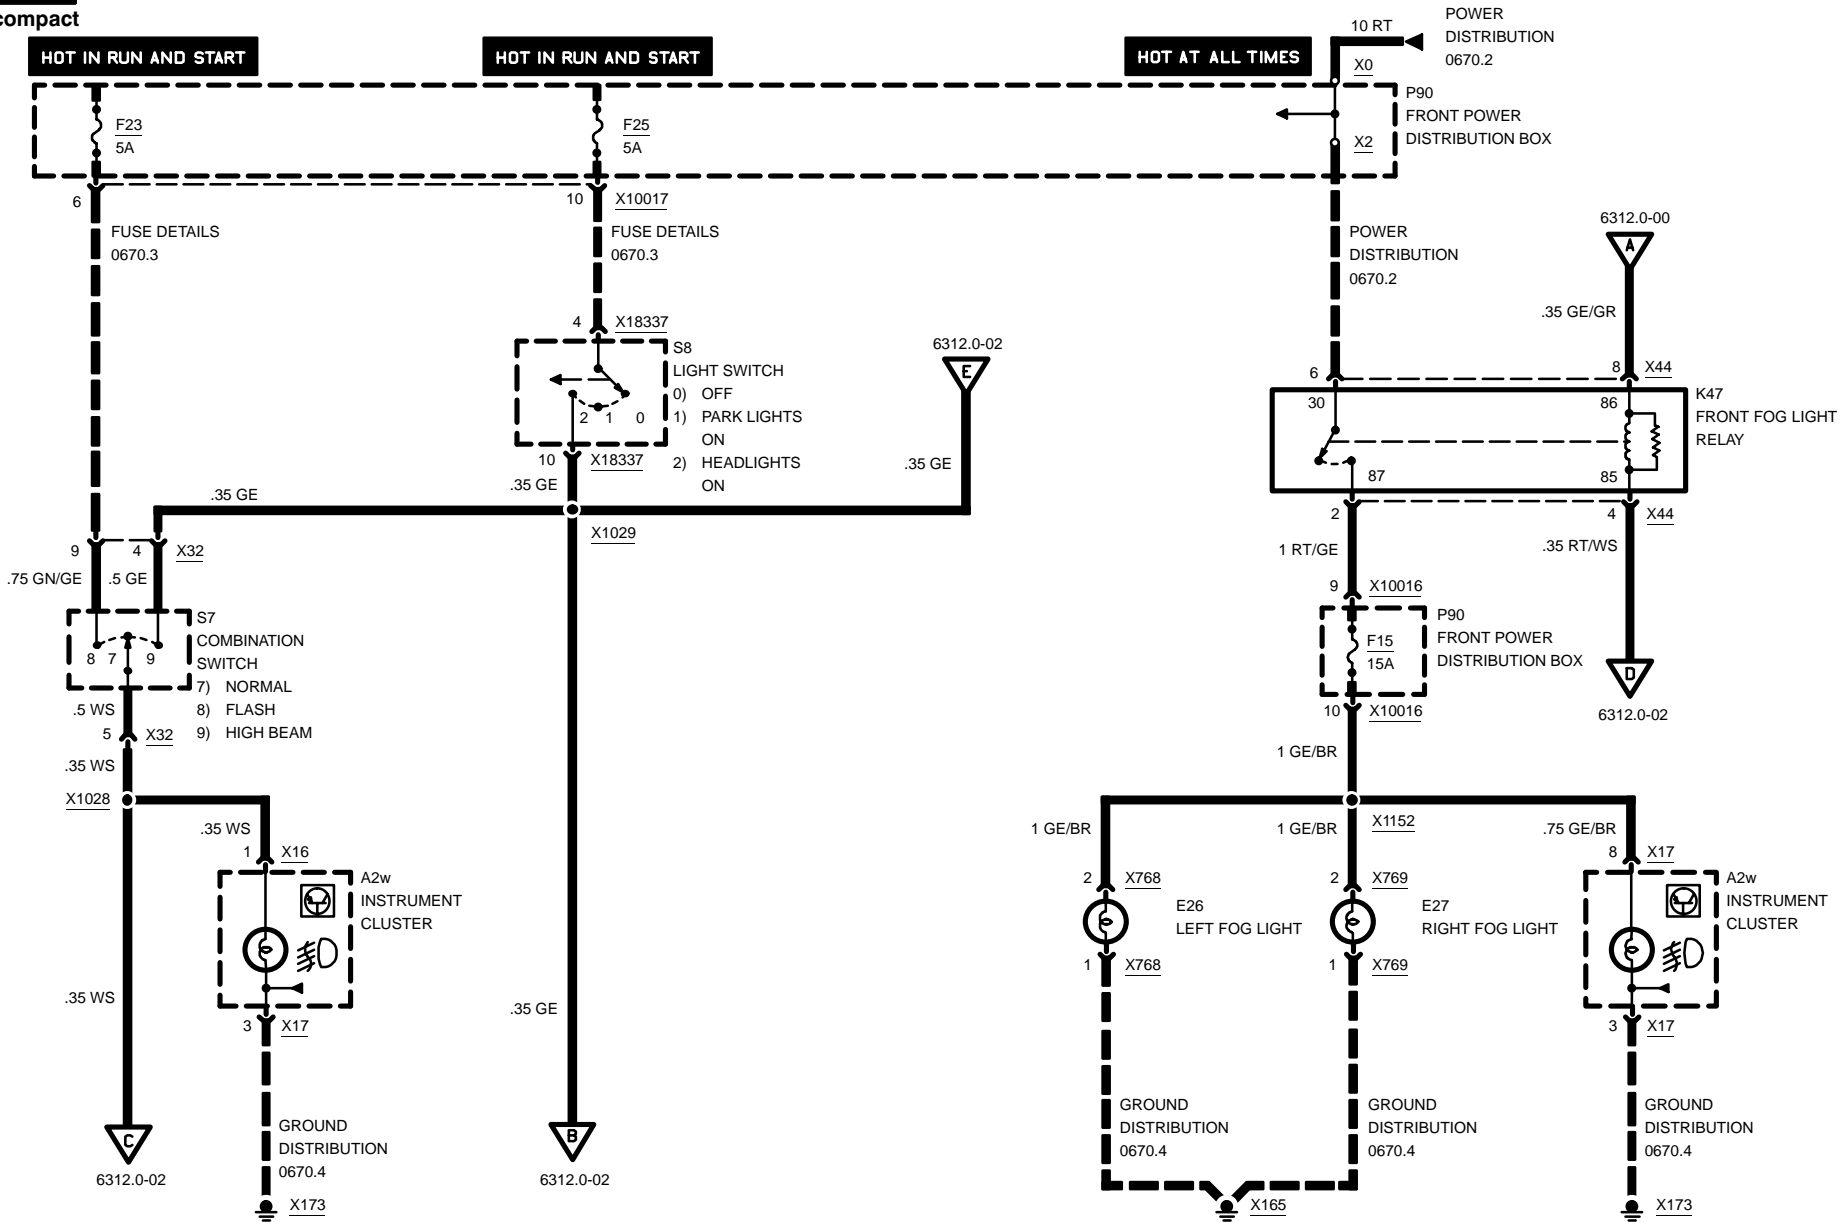 compact
HOT IN RUN AND START
HOT IN RUN AND START
HOT AT ALL TIMES
10 RT
POWER
DISTRIBUTION
0670.2
X0
P90
FRONT POWER
DISTRIBUTION BOX
F23
5A
F25
5A
X2
6
10
X10017
FUSE DETAILS
0670.3
FUSE DETAILS
0670.3
POWER
DISTRIBUTION
0670.2
6312.0-00
A
.35 GE/GR
4
X18337
S8
LIGHT SWITCH
0) OFF
1) PARK LIGHTS
ON
2) HEADLIGHTS
ON
2 1 0
10
X18337
.35 GE
6312.0-02
E
.35 GE
6
8
X44
30
86
K47
FRONT FOG LIGHT
RELAY
87
85
2
4
X44
.35 GE
X1029
9
4
X32
.75 GN/GE
.5 GE
S7
COMBINATION
SWITCH
7) NORMAL
8) FLASH
9) HIGH BEAM
8 7 9
.5 WS
5
X32
.35 WS
X1028
.35 WS
1
X16
A2w
INSTRUMENT
CLUSTER
3
X17
.35 WS
.35 GE
GROUND
DISTRIBUTION
0670.4
X173
C
6312.0-02
B
6312.0-02
1 RT/GE
.35 RT/WS
9
X10016
P90
FRONT POWER
DISTRIBUTION BOX
F15
15A
10
X10016
D
6312.0-02
1 GE/BR
X1152
1 GE/BR
1 GE/BR
.75 GE/BR
2
X768
2
X769
8
X17
E26
LEFT FOG LIGHT
E27
RIGHT FOG LIGHT
A2w
INSTRUMENT
CLUSTER
1
X768
1
X769
3
X17
GROUND
DISTRIBUTION
0670.4
GROUND
DISTRIBUTION
0670.4
GROUND
DISTRIBUTION
0670.4
X165
X173